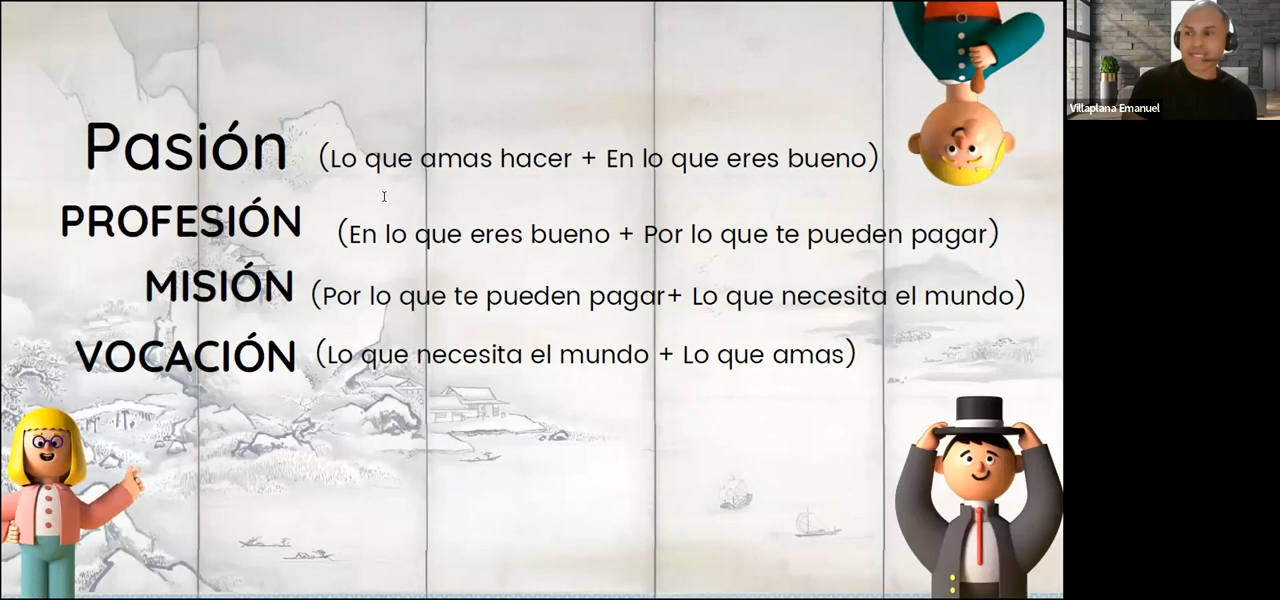 Pasión (Lo que amas hacer + En lo que eres bueno)
PROFESIÓN (En lo que eres bueno + Por lo que te pueden pagar)
MISIÓN (Por lo que te pueden pagar+ Lo que necesita el mundo)
VOCACIÓN (Lo que necesita el mundo + Lo que amas)
Villaplana Emanuel